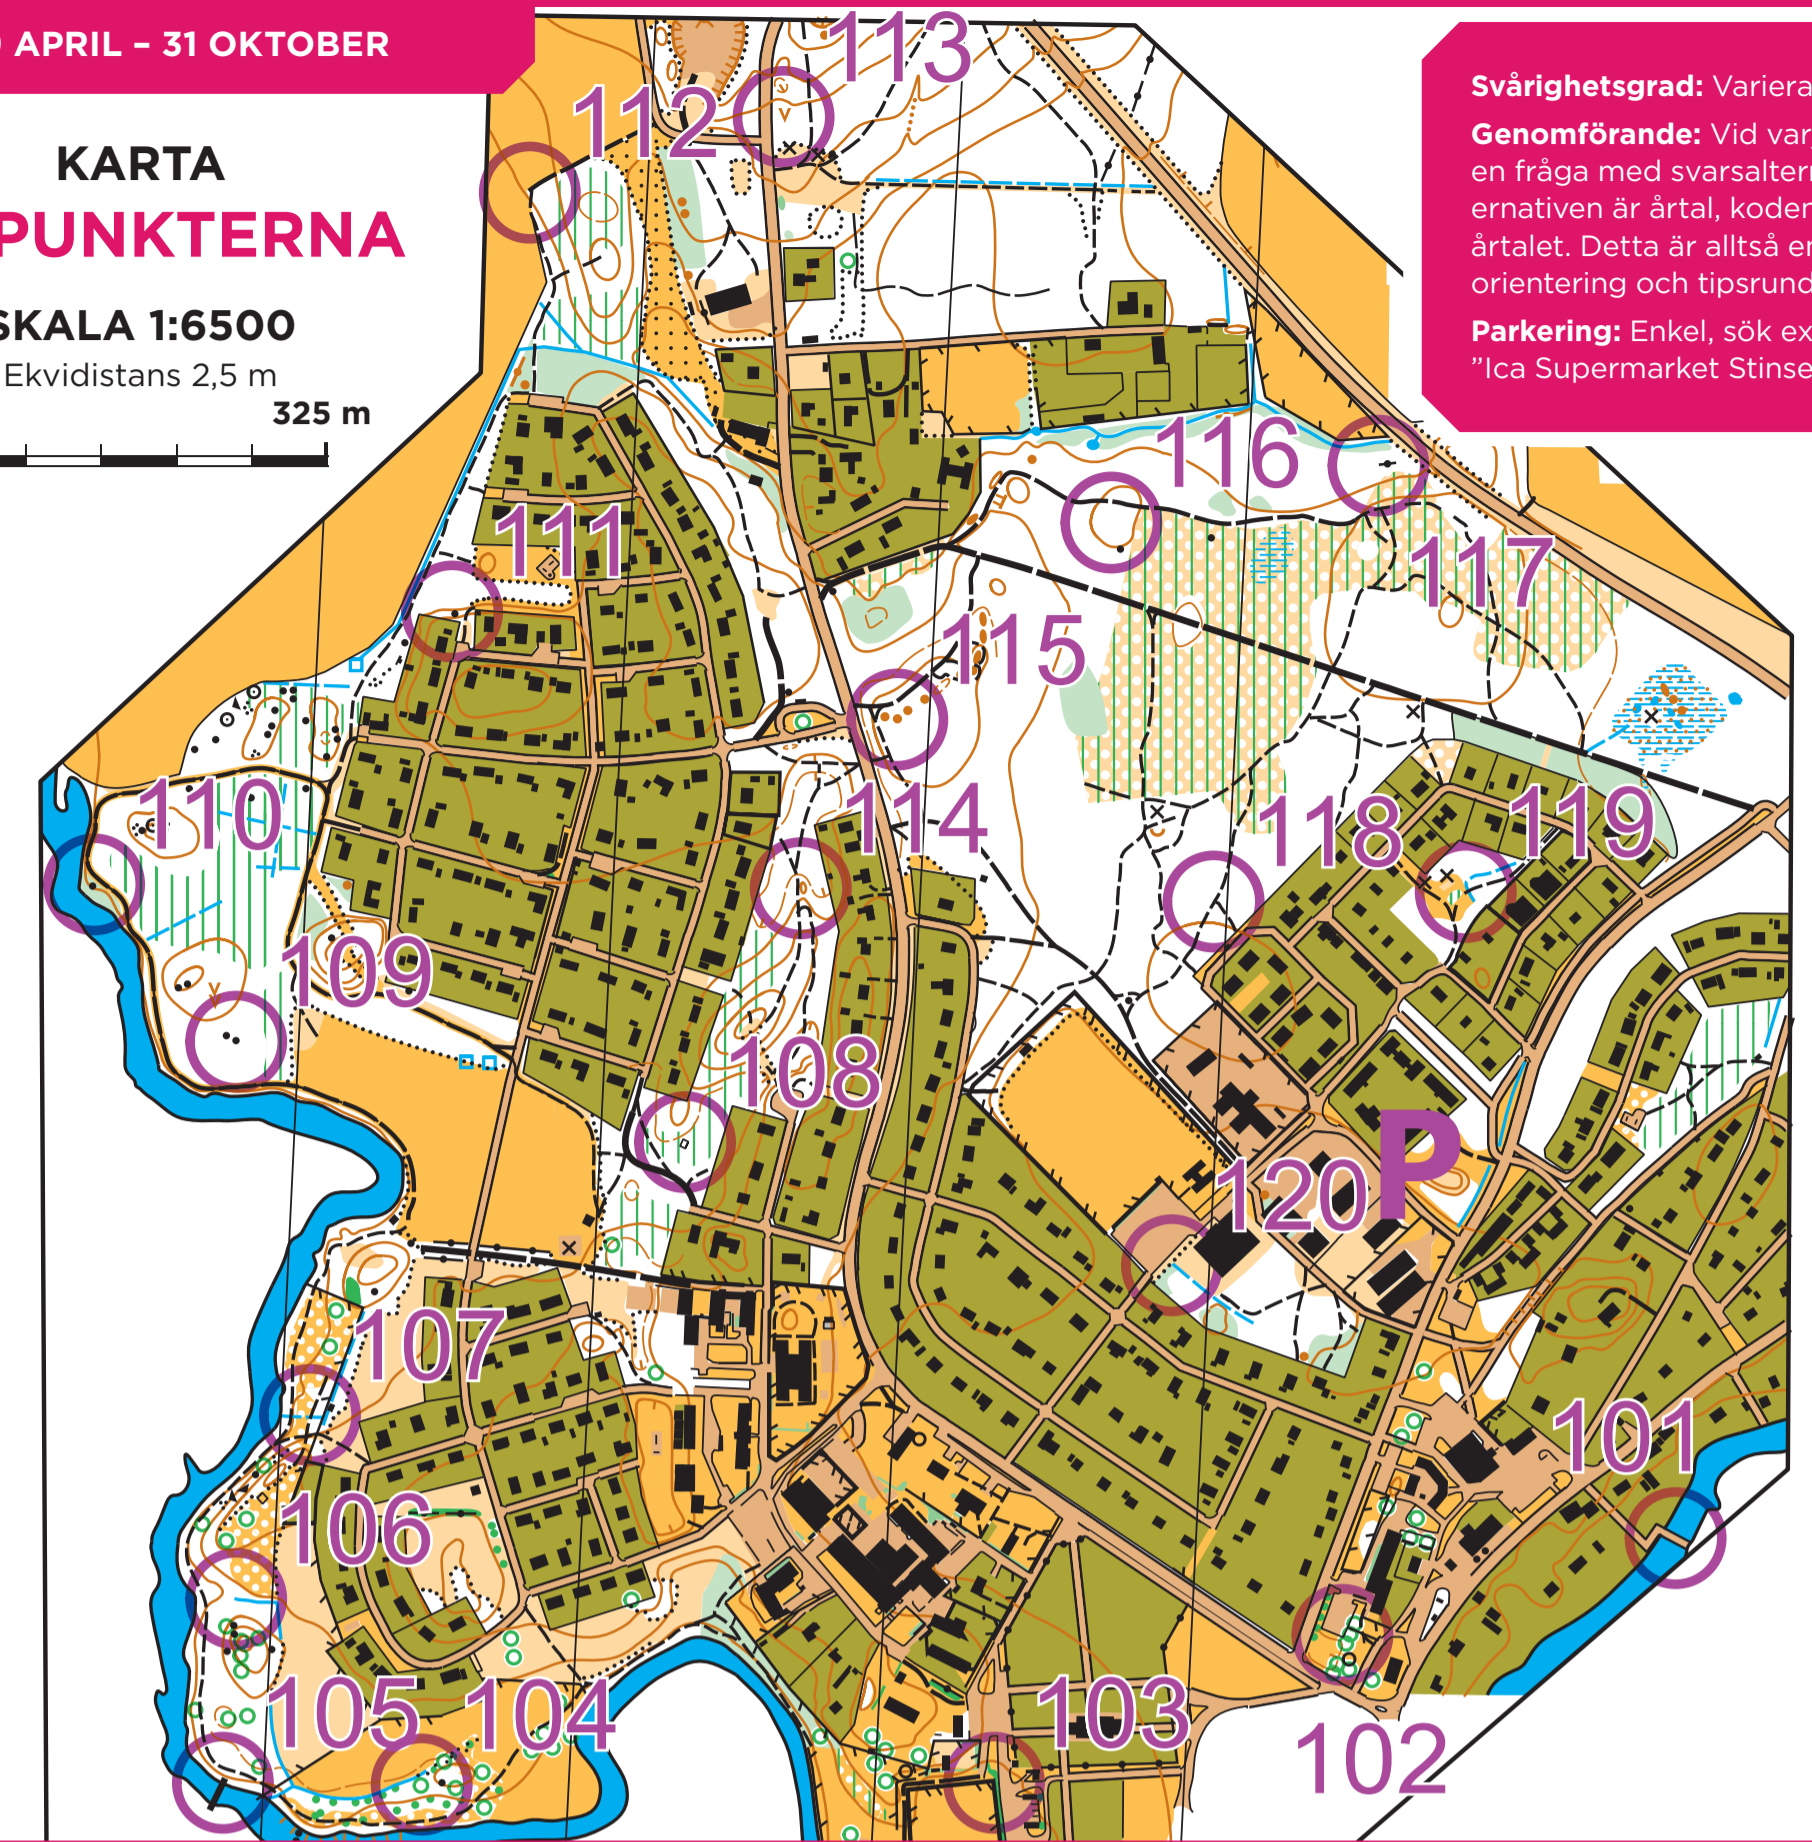 APRIL – 31 OKTOBER
KARTA
PUNKTERNA
SKALA 1:6500
Ekvidistans 2,5 m
325 m
Svårighetsgrad: Variera
Genomförande: Vid var
en fråga med svarsalter
ernativen är årtal, koder
årtalet. Detta är alltså e
orientering och tipsrund
Parkering: Enkel, sök ex
”Ica Supermarket Stinse
113
112
116
111
117
115
110
114
118
119
109
108
P
120
107
101
106
105
104
103
102